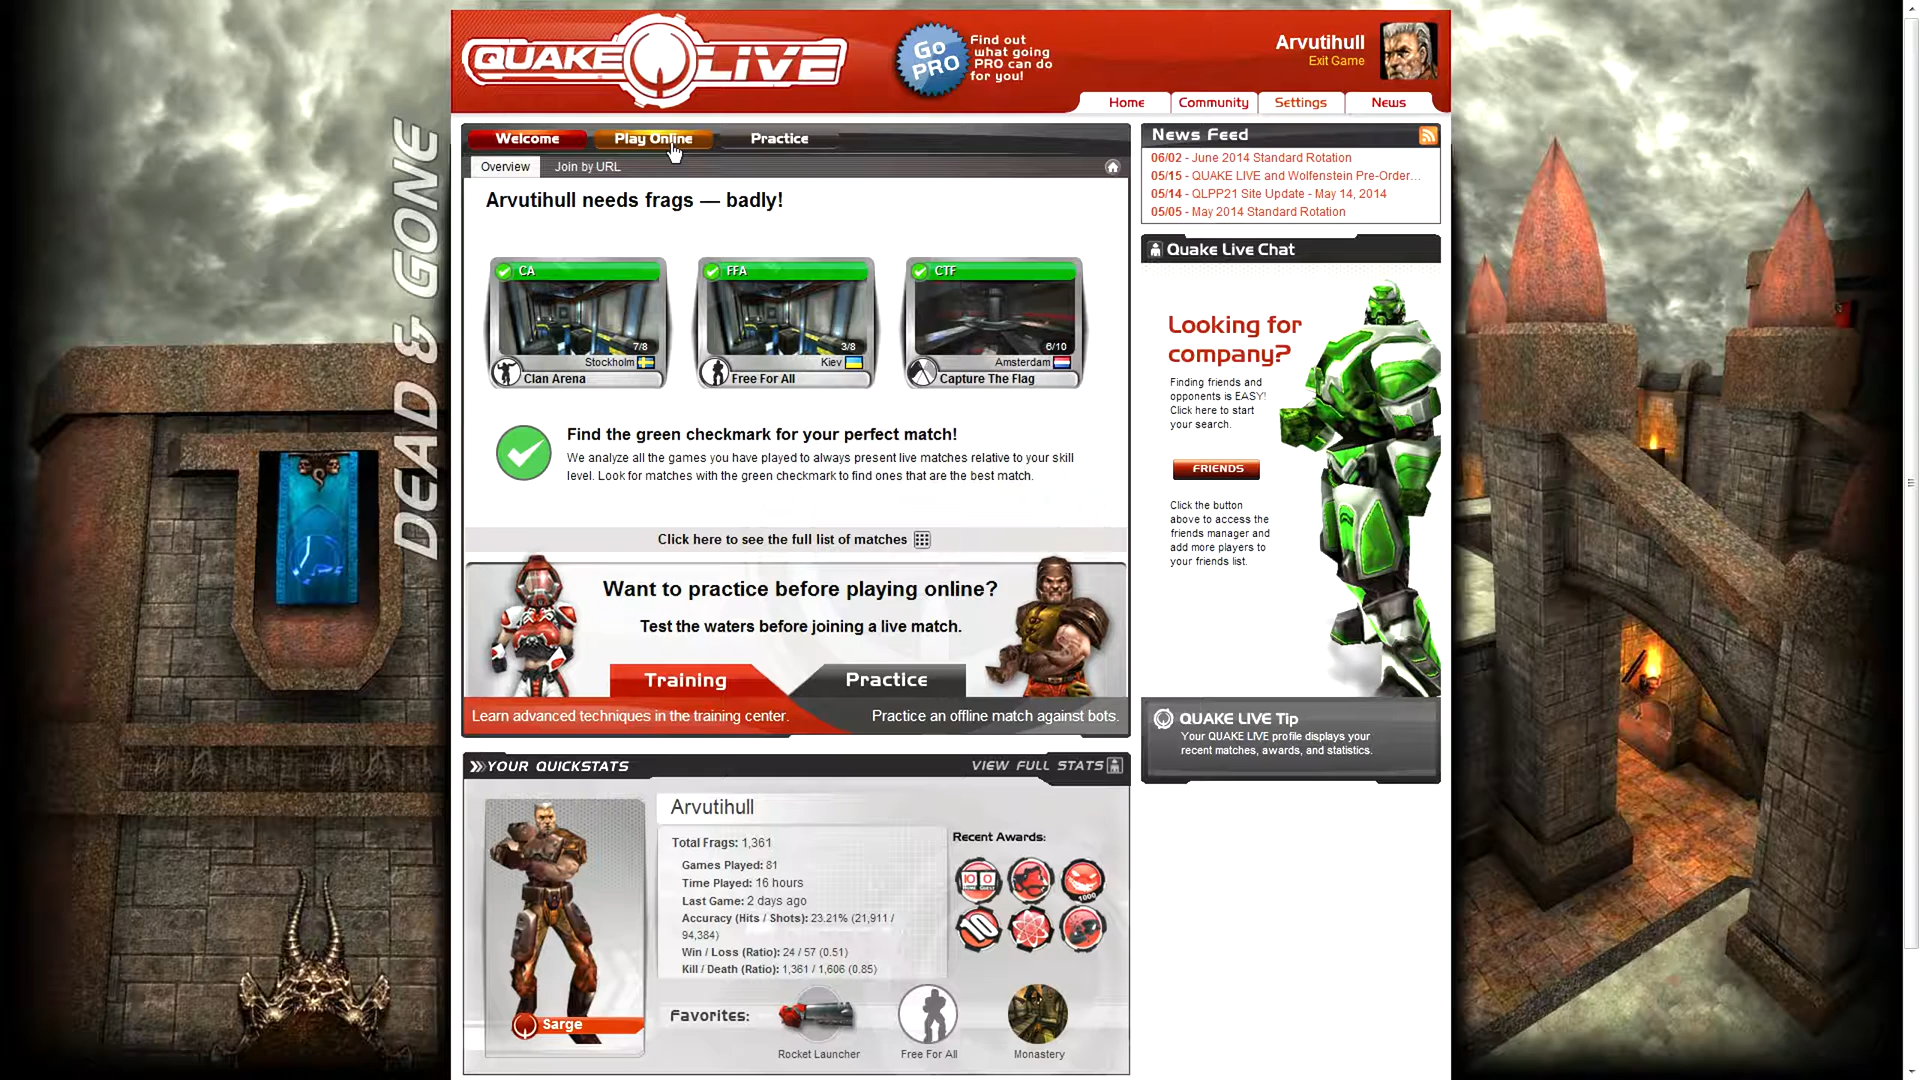 QUAKE LIVE
Go PRO
Find out
what going
PRO can do
for you!
Arvutihull
Exit Game
Home
Community
Settings
News
Welcome
Play Online
Practice
Overview
Join by URL
Arvutihull needs frags — badly!
CA
7/8
Stockholm
Clan Arena
FFA
3/8
Kiev
Free For All
CTF
6/10
Amsterdam
Capture The Flag
Find the green checkmark for your perfect match!
We analyze all the games you have played to always present live matches relative to your skill
level. Look for matches with the green checkmark to find ones that are the best match.
Click here to see the full list of matches
Want to practice before playing online?
Test the waters before joining a live match.
Training
Practice
Learn advanced techniques in the training center.
Practice an offline match against bots.
YOUR QUICKSTATS
VIEW FULL STATS
Arvutihull
Total Frags: 1,361
Games Played: 81
Time Played: 16 hours
Last Game: 2 days ago
Accuracy (Hits / Shots): 23.21% (21,911 /
94,384)
Win / Loss (Ratio): 24 / 57 (0.51)
Kill / Death (Ratio): 1,361 / 1,606 (0.85)
Recent Awards:
1000
10
Sarge
Favorites:
Rocket Launcher
Free For All
Monastery
News Feed
06/02 - June 2014 Standard Rotation
05/15 - QUAKE LIVE and Wolfenstein Pre-Order...
05/14 - QLPP21 Site Update - May 14, 2014
05/05 - May 2014 Standard Rotation
Quake Live Chat
Looking for
company?
Finding friends and
opponents is EASY!
Click here to start
your search.
FRIENDS
Click the button
above to access the
friends manager and
add more players to
your friends list.
QUAKE LIVE Tip
Your QUAKE LIVE profile displays your
recent matches, awards, and statistics.
DEAD & GONE